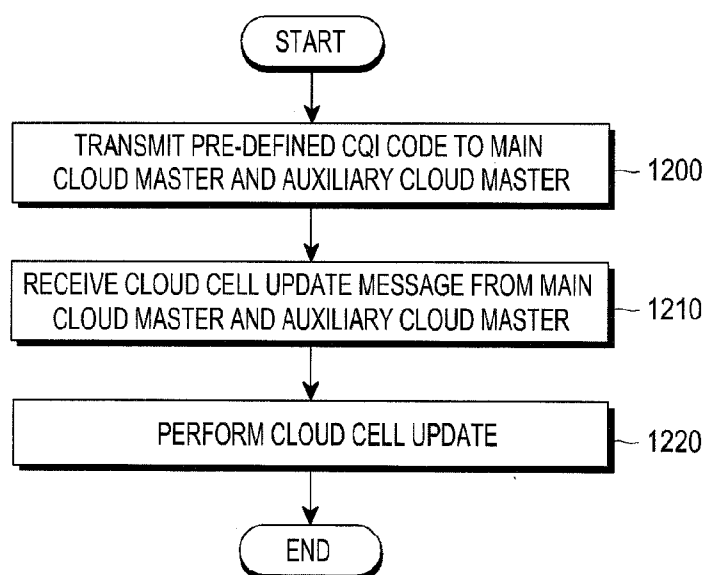 START
TRANSMIT PRE-DEFINED CQI CODE TO MAIN
CLOUD MASTER AND AUXILIARY CLOUD MASTER
1200
RECEIVE CLOUD CELL UPDATE MESSAGE FROM MAIN
CLOUD MASTER AND AUXILIARY CLOUD MASTER
1210
PERFORM CLOUD CELL UPDATE
1220
END